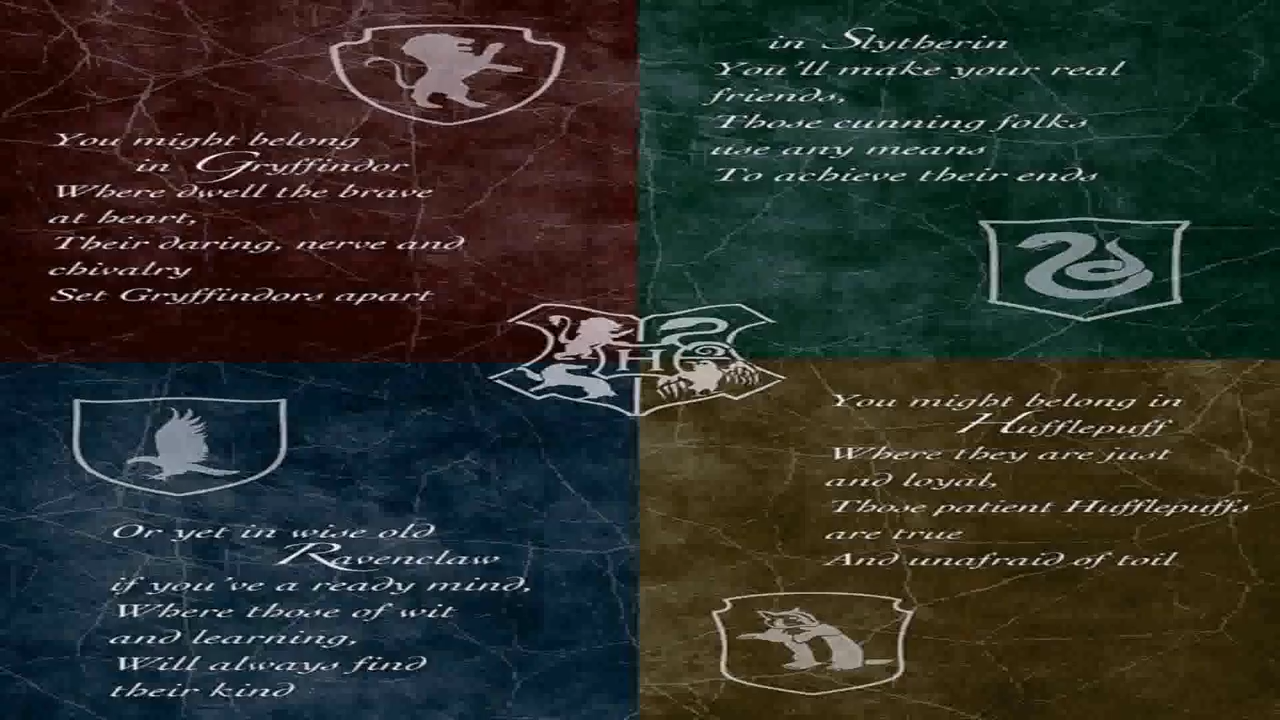 You might belong
in Gryffindor
Where dwell the brave
at heart,
Their daring, nerve and
chivalry
Set Gryffindors apart
in Slytherin
You'll make your real
friends,
Those cunning folks
use any means
To achieve their ends
H
Or yet in wise old
Ravenclaw
if you've a ready mind,
Where those of wit
and learning,
Will always find
their kind
You might belong in
Hufflepuff
Where they are just
and loyal,
Those patient Hufflepuffs
are true
And unafraid of toil